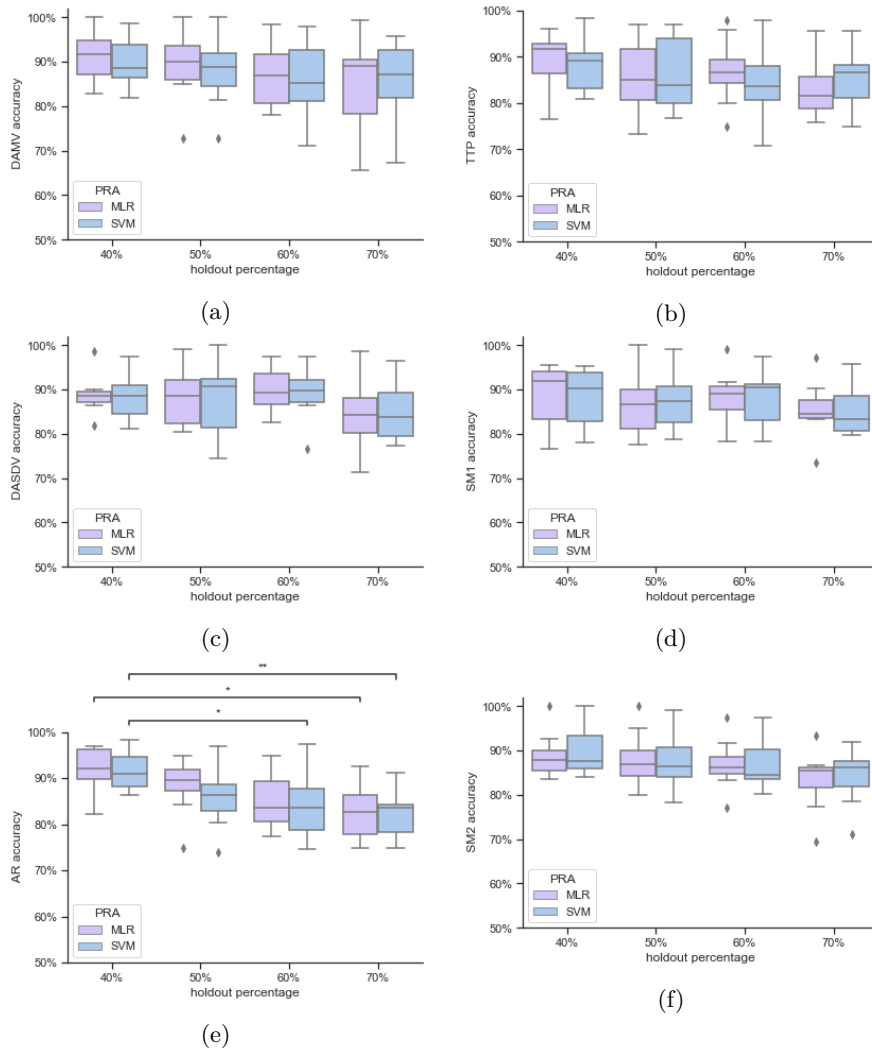 100%
90%
80%
70%
60%
50%
DAMV accuracy
PRA
MLR
SVM
40%
50%
60%
70%
holdout percentage
(a)
100%
90%
80%
70%
60%
50%
TTP accuracy
PRA
MLR
SVM
40%
50%
60%
70%
holdout percentage
(b)
100%
90%
80%
70%
60%
50%
DASDV accuracy
PRA
MLR
SVM
40%
50%
60%
70%
holdout percentage
(c)
100%
90%
80%
70%
60%
50%
SM1 accuracy
PRA
MLR
SVM
40%
50%
60%
70%
holdout percentage
(d)
**
*
*
100%
90%
80%
70%
60%
50%
AR accuracy
PRA
MLR
SVM
40%
50%
60%
70%
holdout percentage
(e)
100%
90%
80%
70%
60%
50%
SM2 accuracy
PRA
MLR
SVM
40%
50%
60%
70%
holdout percentage
(f)